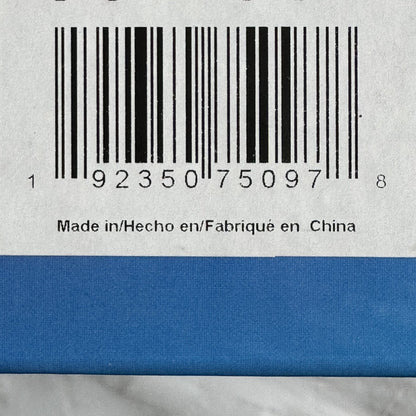 1 92350 75097 8
Made in/Hecho en/Fabriqué en China